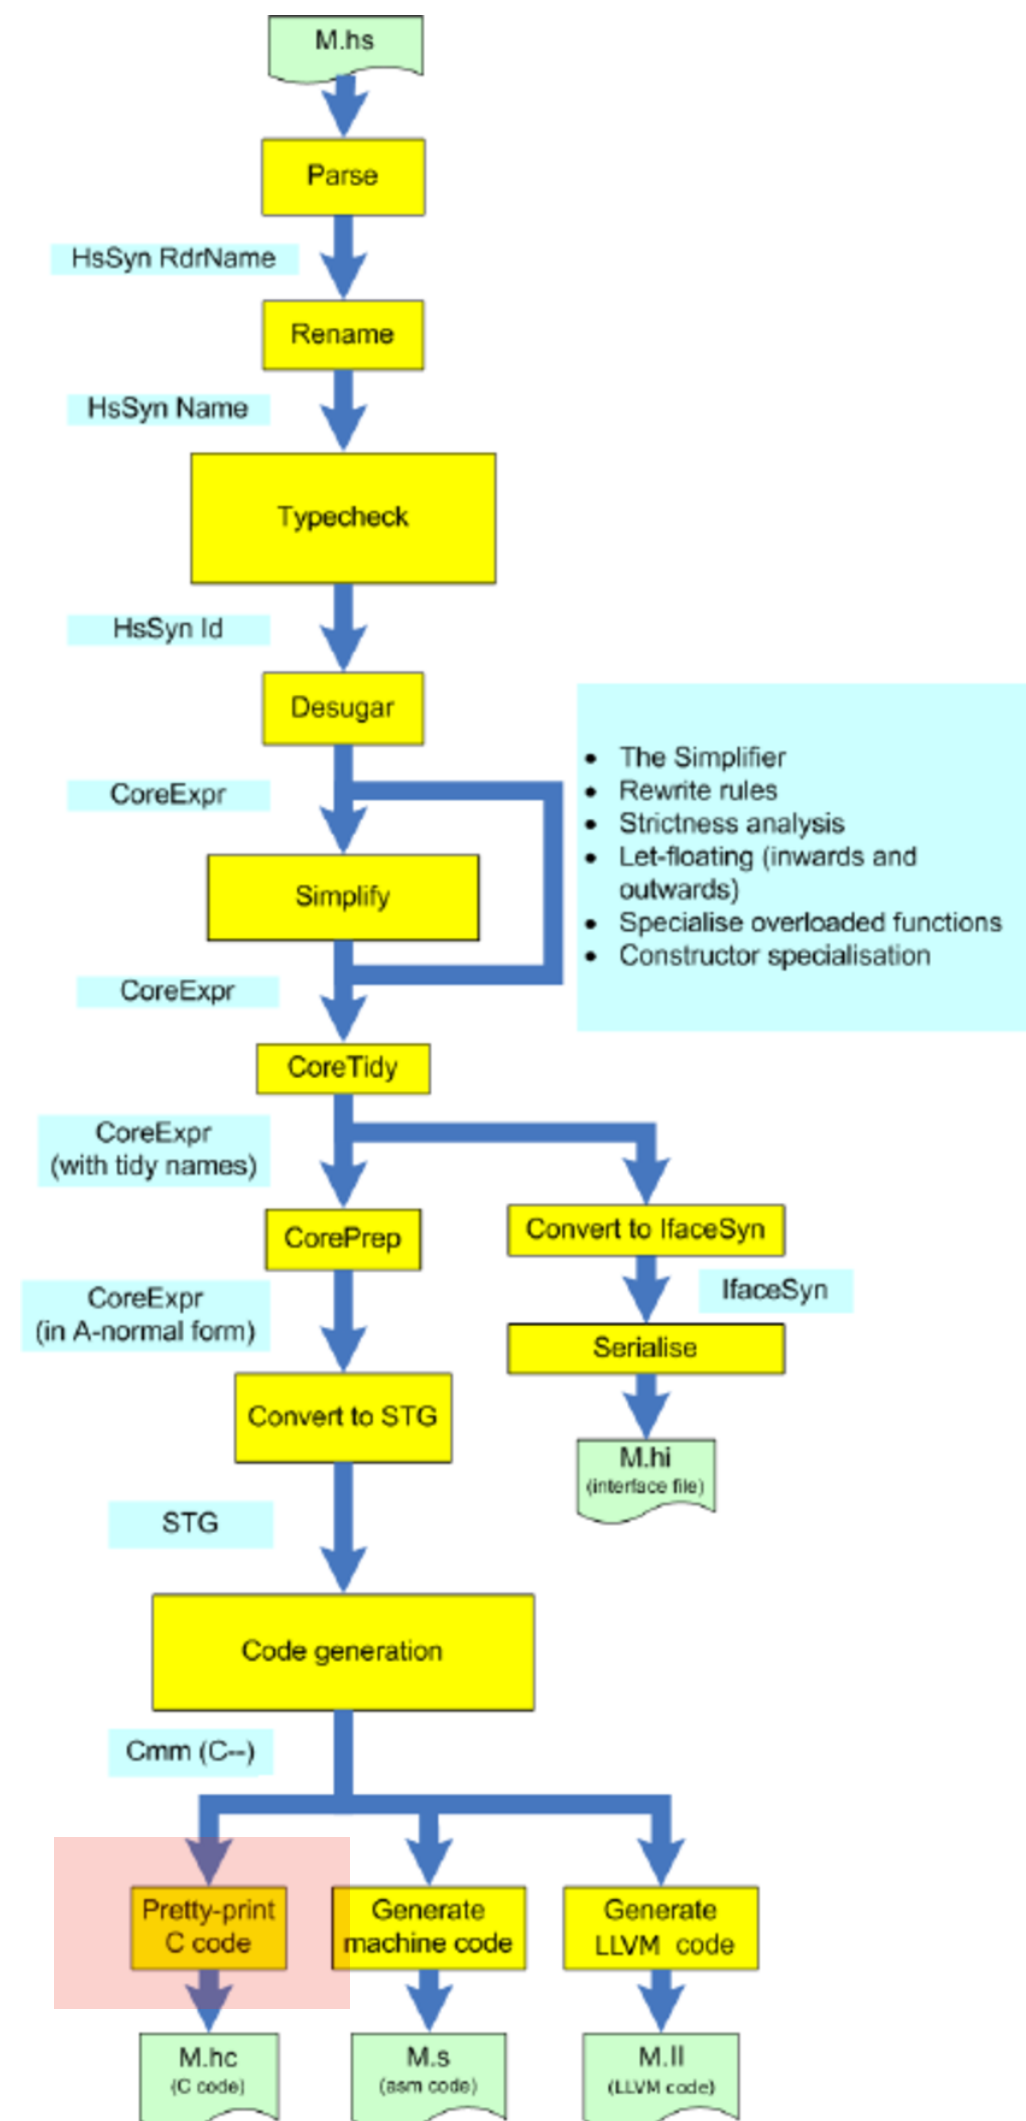 M.hs
Parse
HsSyn RdrName
Rename
HsSyn Name
Typecheck
HsSyn Id
Desugar
CoreExpr
• The Simplifier
• Rewrite rules
• Strictness analysis
• Let-floating (inwards and
outwards)
• Specialise overloaded functions
• Constructor specialisation
Simplify
CoreExpr
CoreTidy
CoreExpr
(with tidy names)
CorePrep
Convert to IfaceSyn
CoreExpr
(in A-normal form)
IfaceSyn
Serialise
Convert to STG
M.hi
(interface file)
STG
Code generation
Cmm (C--)
Pretty-print
C code
Generate
machine code
Generate
LLVM code
M.hc
(C code)
M.s
(asm code)
M.ll
(LLVM code)